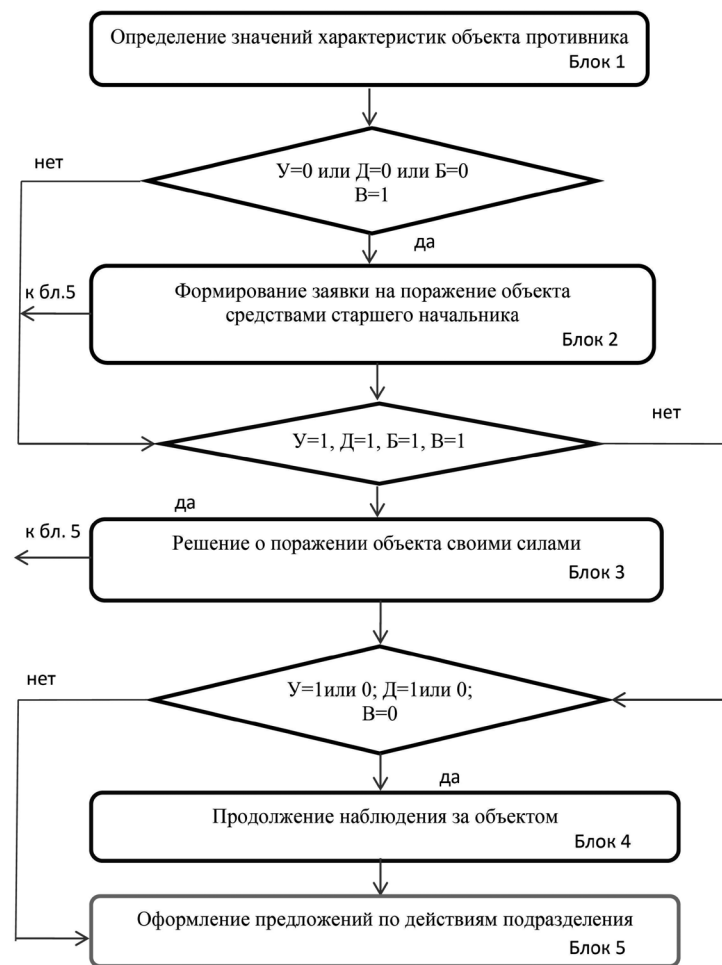 Определение значений характеристик объекта противника
Блок 1
нет
У=0 или Д=0 или Б=0
В=1
да
к бл.5
Формирование заявки на поражение объекта
средствами старшего начальника
Блок 2
нет
У=1, Д=1, Б=1, В=1
да
к бл. 5
Решение о поражении объекта своими силами
Блок 3
нет
У=1или 0; Д=1или 0;
В=0
да
Продолжение наблюдения за объектом
Блок 4
Оформление предложений по действиям подразделения
Блок 5